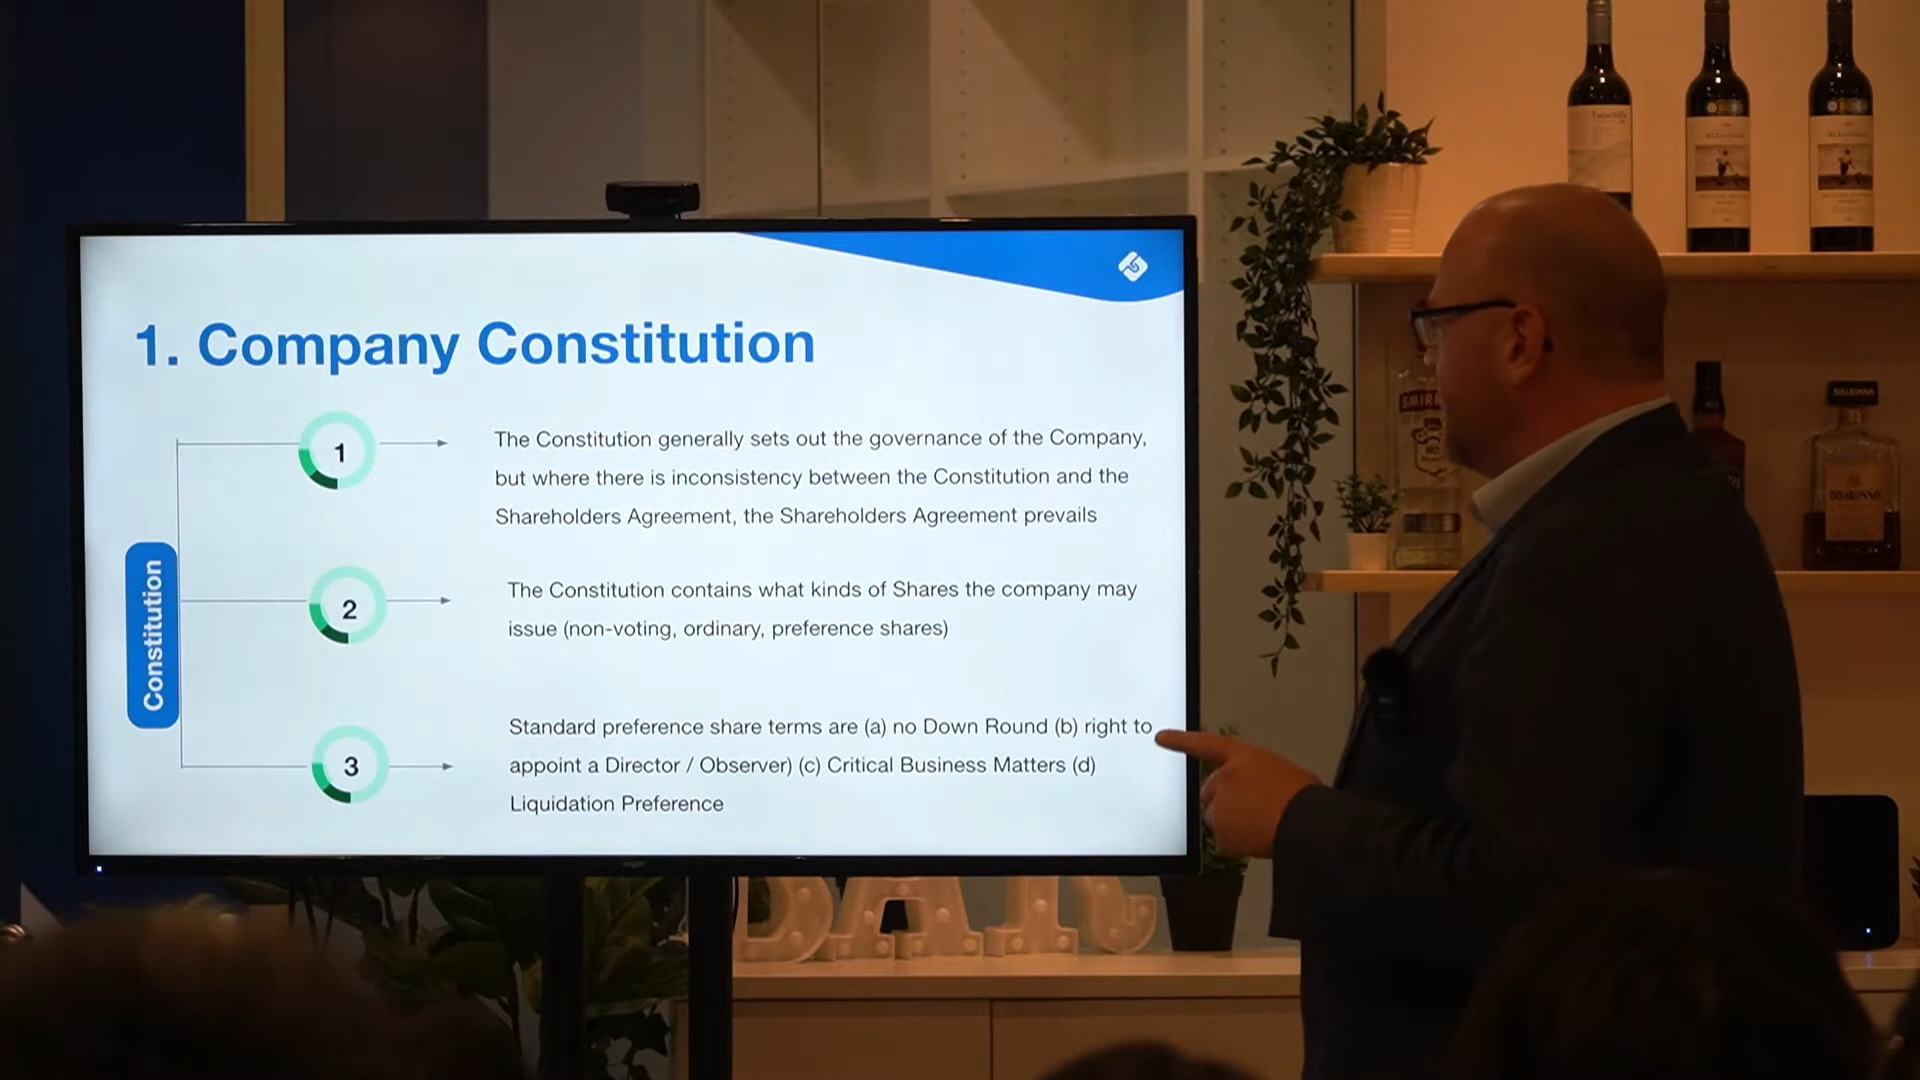 1. Company Constitution
Constitution
1
The Constitution generally sets out the governance of the Company,
but where there is inconsistency between the Constitution and the
Shareholders Agreement, the Shareholders Agreement prevails
2
The Constitution contains what kinds of Shares the company may
issue (non-voting, ordinary, preference shares)
3
Standard preference share terms are (a) no Down Round (b) right to
appoint a Director / Observer) (c) Critical Business Matters (d)
Liquidation Preference
SMIR
DISARONNO
DISARONNO